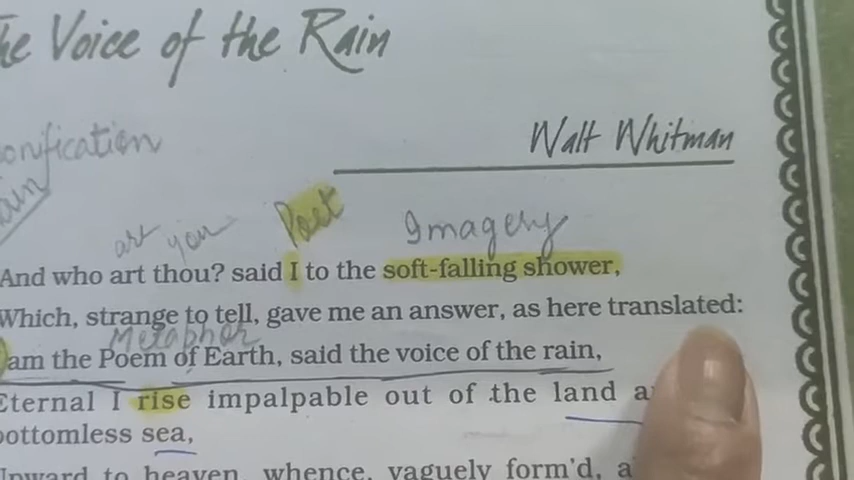 he Voice of the Rain
Walt Whitman
onification
ain
art you Poet Imagery
And who art thou? said I to the soft-falling shower,
Which, strange to tell, gave me an answer, as here translated:
Metaphor
I am the Poem of Earth, said the voice of the rain,
Eternal I rise impalpable out of the land a
bottomless sea,
Upward to heaven, whence, vaguely form'd, a